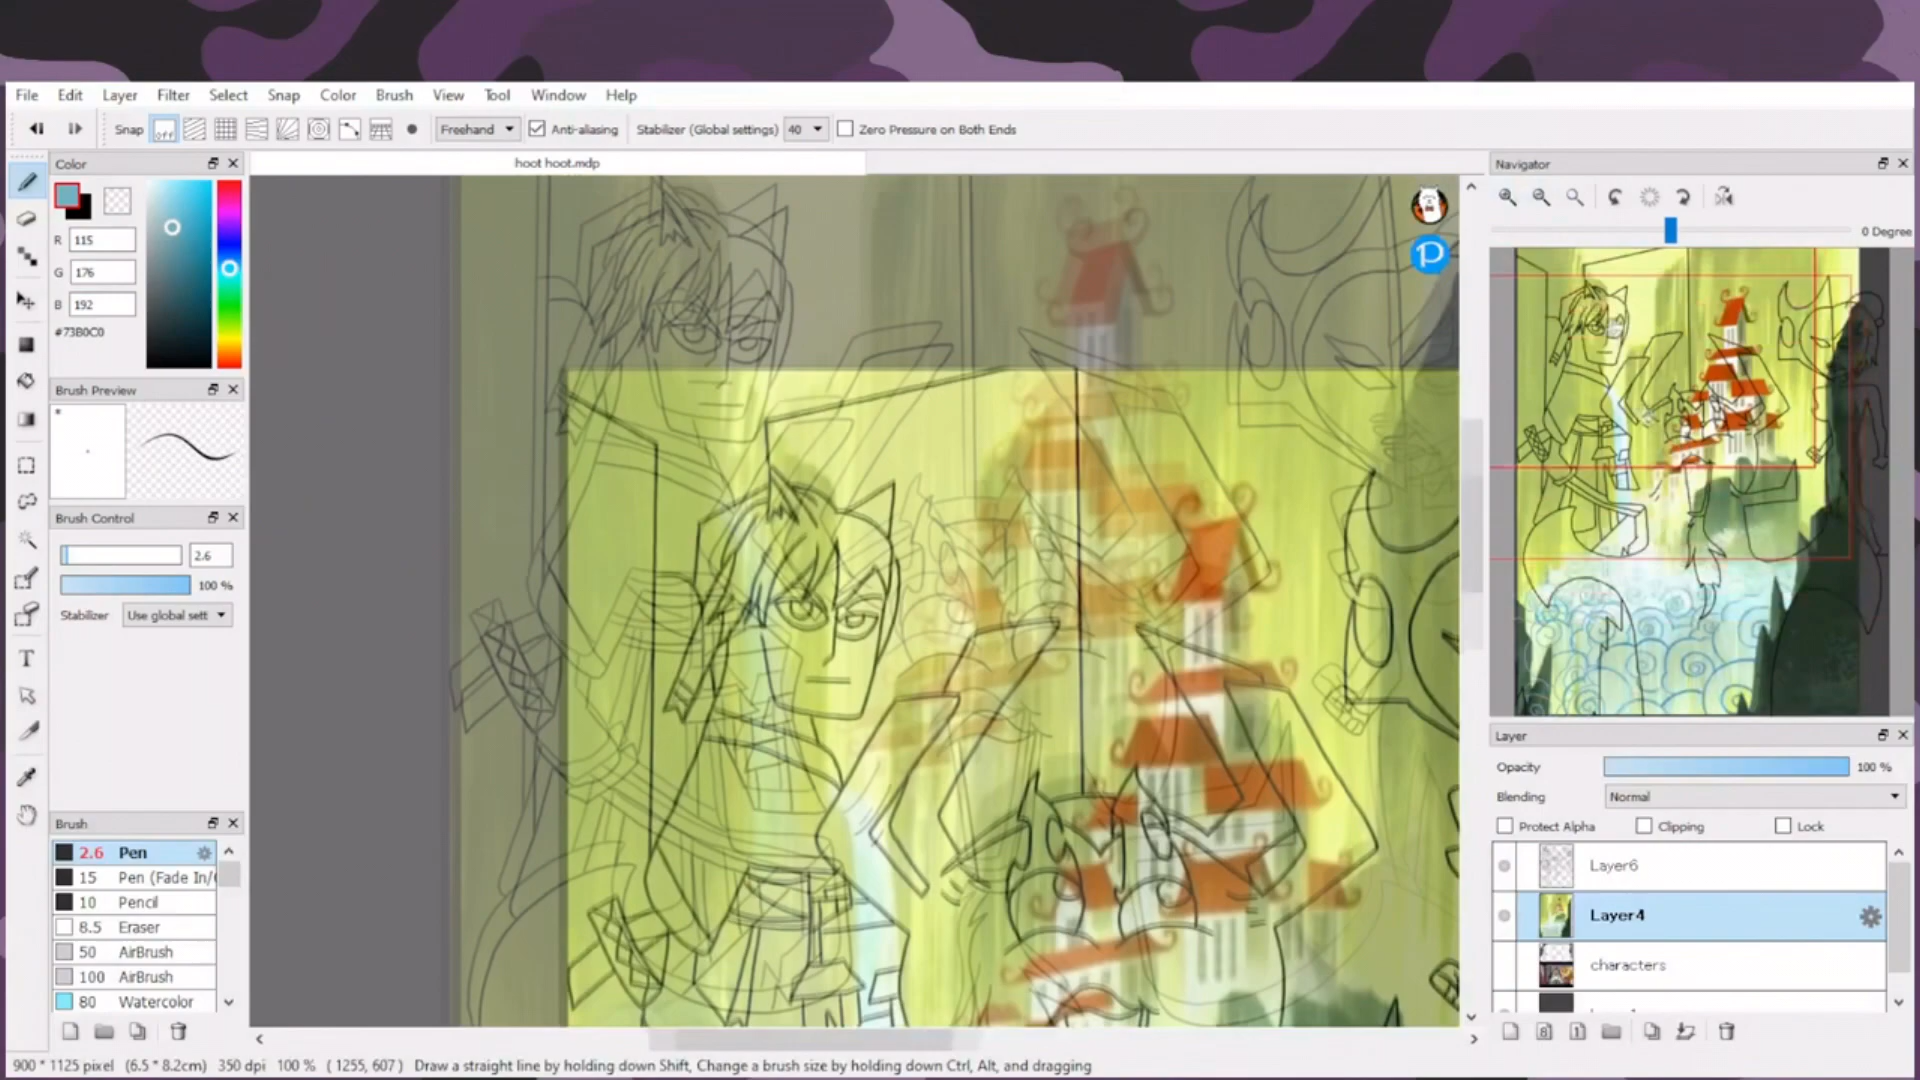 File Edit Layer Filter Select Snap Color Brush View Tool Window Help
Snap off Freehand Anti-aliasing Stabilizer (Global settings) 40 Zero Pressure on Both Ends
Color
hoot hoot.mdp
Navigator
R 115
G 176
B 192
#73B0C0
0 Degree
Brush Preview
Brush Control
2.6
100 %
Stabilizer Use global sett
Layer
Opacity 100 %
Blending Normal
Protect Alpha Clipping Lock
Layer6
Layer4
characters
Brush
2.6 Pen
15 Pen (Fade In/
10 Pencil
8.5 Eraser
50 AirBrush
100 AirBrush
80 Watercolor
900 * 1125 pixel (6.5 * 8.2cm) 350 dpi 100 % ( 1255, 607 ) Draw a straight line by holding down Shift, Change a brush size by holding down Ctrl, Alt, and dragging